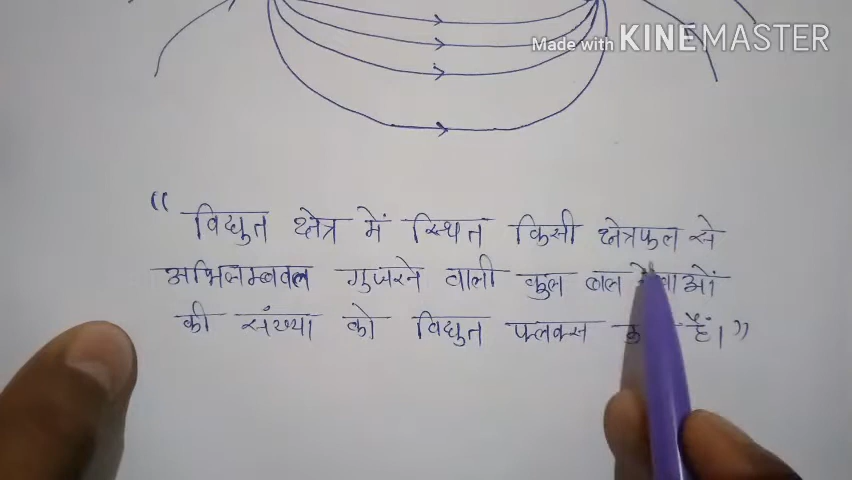 Made with KINEMASTER
“ विद्युत क्षेत्र में स्थित किसी क्षेत्रफल से
अभिलम्बवत गुजरने वाली कुल बल
की संख्या को विद्युत फ्लक्स हैं। ”